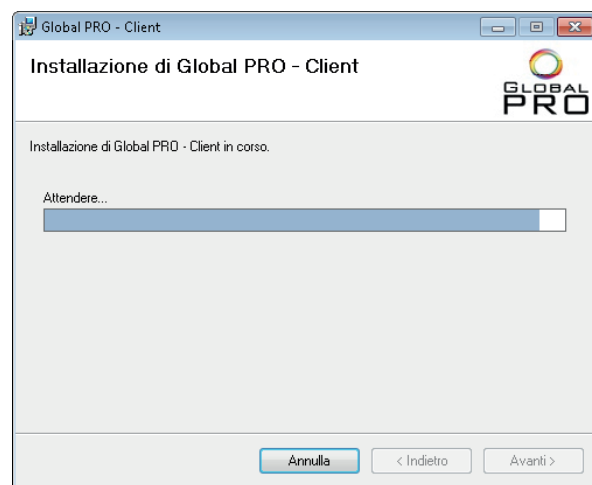 Global PRO - Client
Installazione di Global PRO - Client
GLOBAL
PRO
Installazione di Global PRO - Client in corso.
Attendere...
Annulla
< Indietro
Avanti >